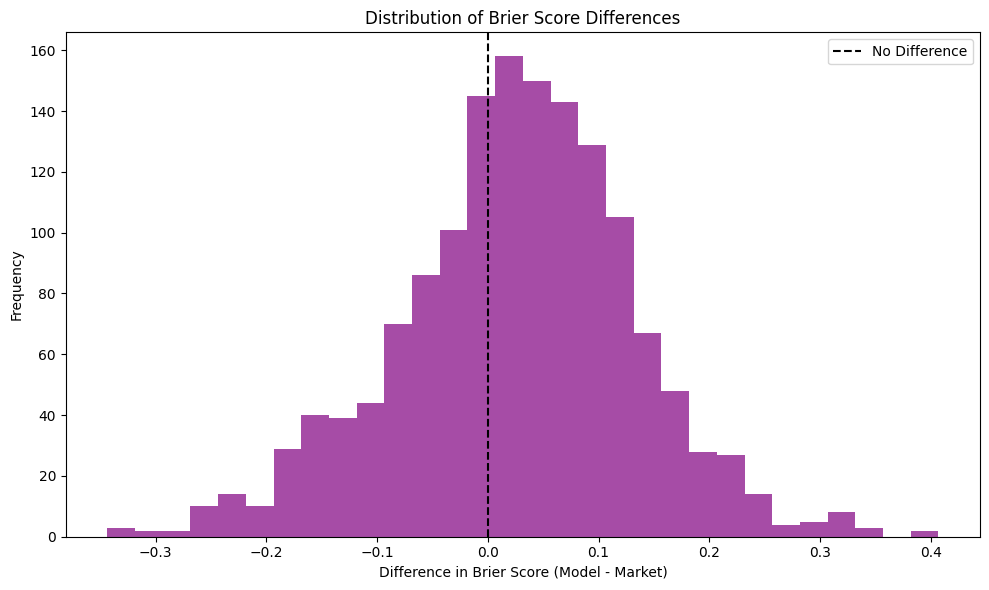 Distribution of Brier Score Differences
No Difference
Frequency
160
140
120
100
80
60
40
20
0
−0.3 −0.2 −0.1 0.0 0.1 0.2 0.3 0.4
Difference in Brier Score (Model - Market)